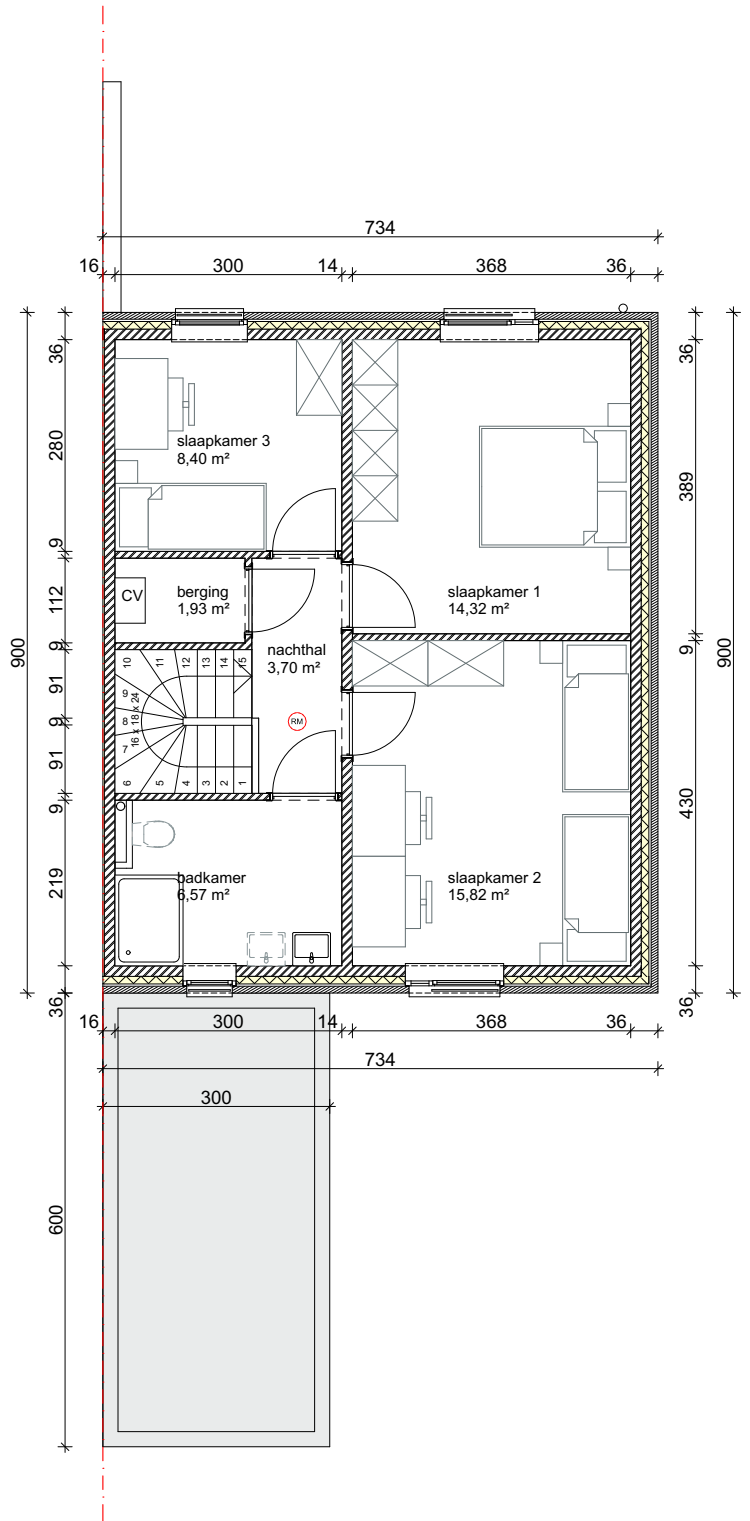 734
16 300 14 368 36
36
280
9
112
9
91
9
91
9
219
36
900
600
36
389
9
430
36
900
slaapkamer 3
8,40 m²
CV
berging
1,93 m²
slaapkamer 1
14,32 m²
nachthal
3,70 m²
RM
10 11 12 13 14 15
9
8
7
6 5 4 3 2 1
16 x 18 x 24
badkamer
6,57 m²
slaapkamer 2
15,82 m²
16 300 14 368 36
734
300